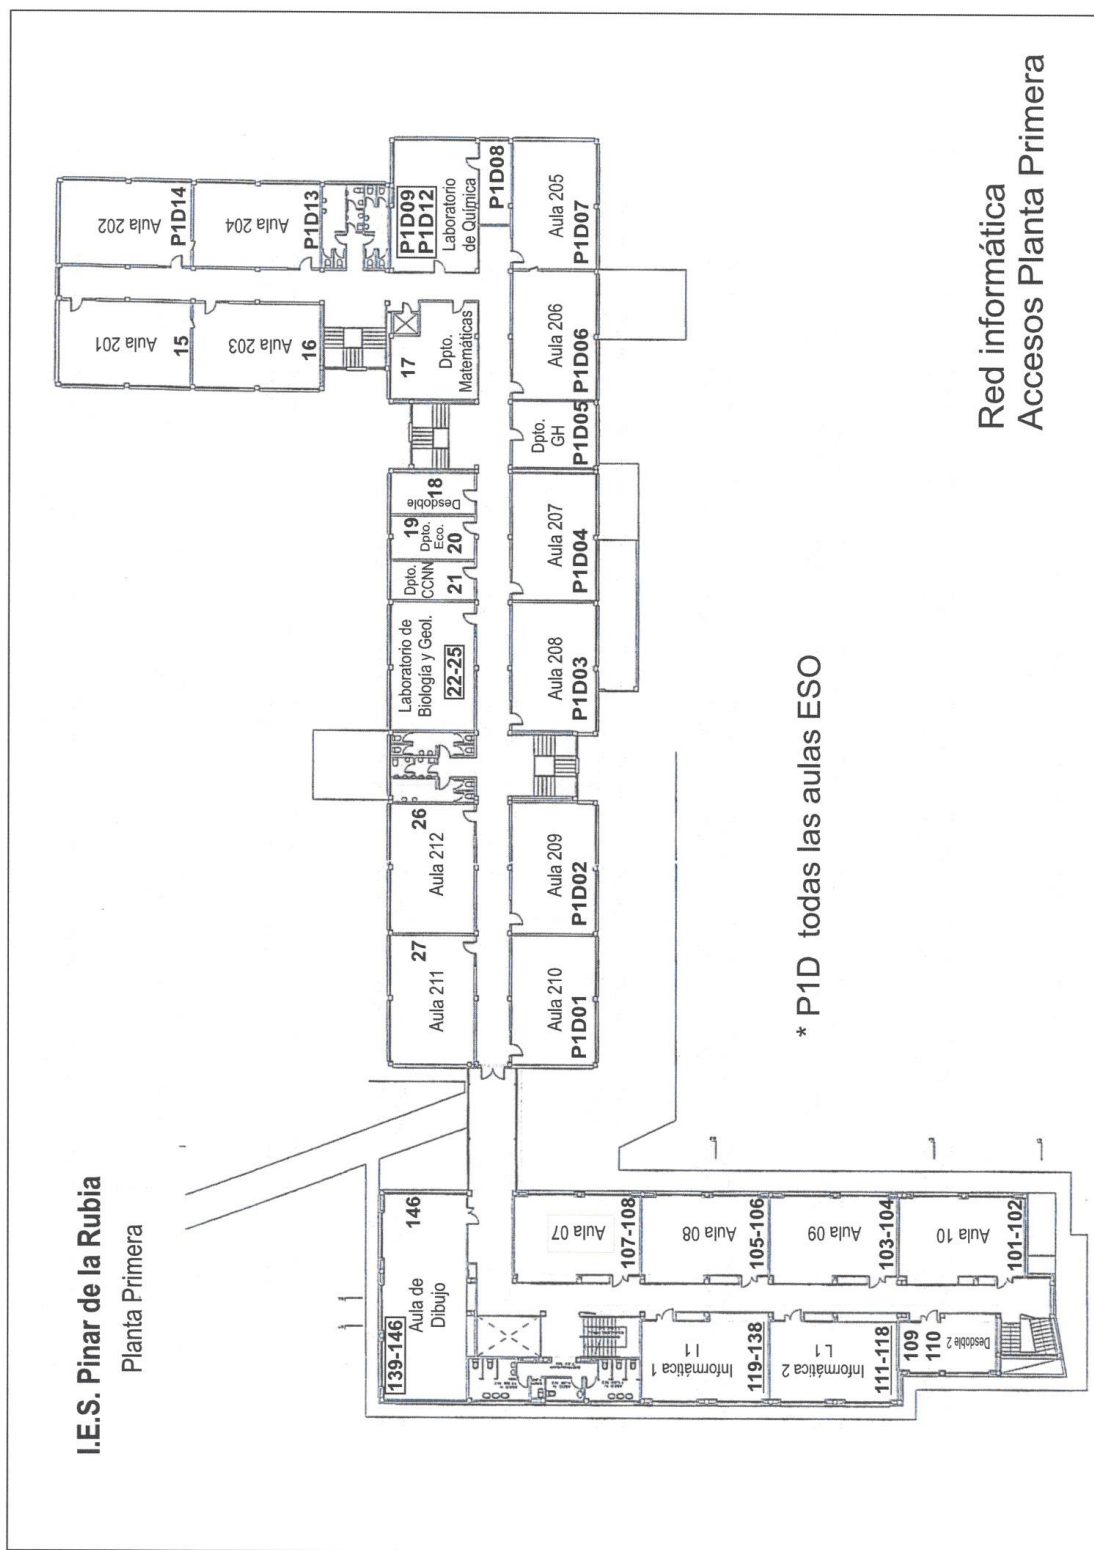 I.E.S. Pinar de la Rubia
Planta Primera
Aula 202
P1D14
Aula 204
P1D13
Aula 201
15
Aula 203
16
P1D09
P1D12
Laboratorio
de Química
P1D08
17
Dpto.
Matemáticas
Aula 205
P1D07
Aula 206
P1D06
Dpto.
GH
P1D05
18
Desdoble
19
Dpto.
Eco.
20
Dpto.
CCNN
21
Aula 207
P1D04
Laboratorio de
Biología y Geol.
22-25
Aula 208
P1D03
26
Aula 212
Aula 209
P1D02
27
Aula 211
Aula 210
P1D01
139-146
146
Aula de
Dibujo
Aula 07
107-108
Aula 08
105-106
Aula 09
103-104
Aula 10
101-102
Informática 1
I 1
119-138
Informática 2
L1
111-118
109
110
Desdoble 2
* P1D todas las aulas ESO
Red informática
Accesos Planta Primera